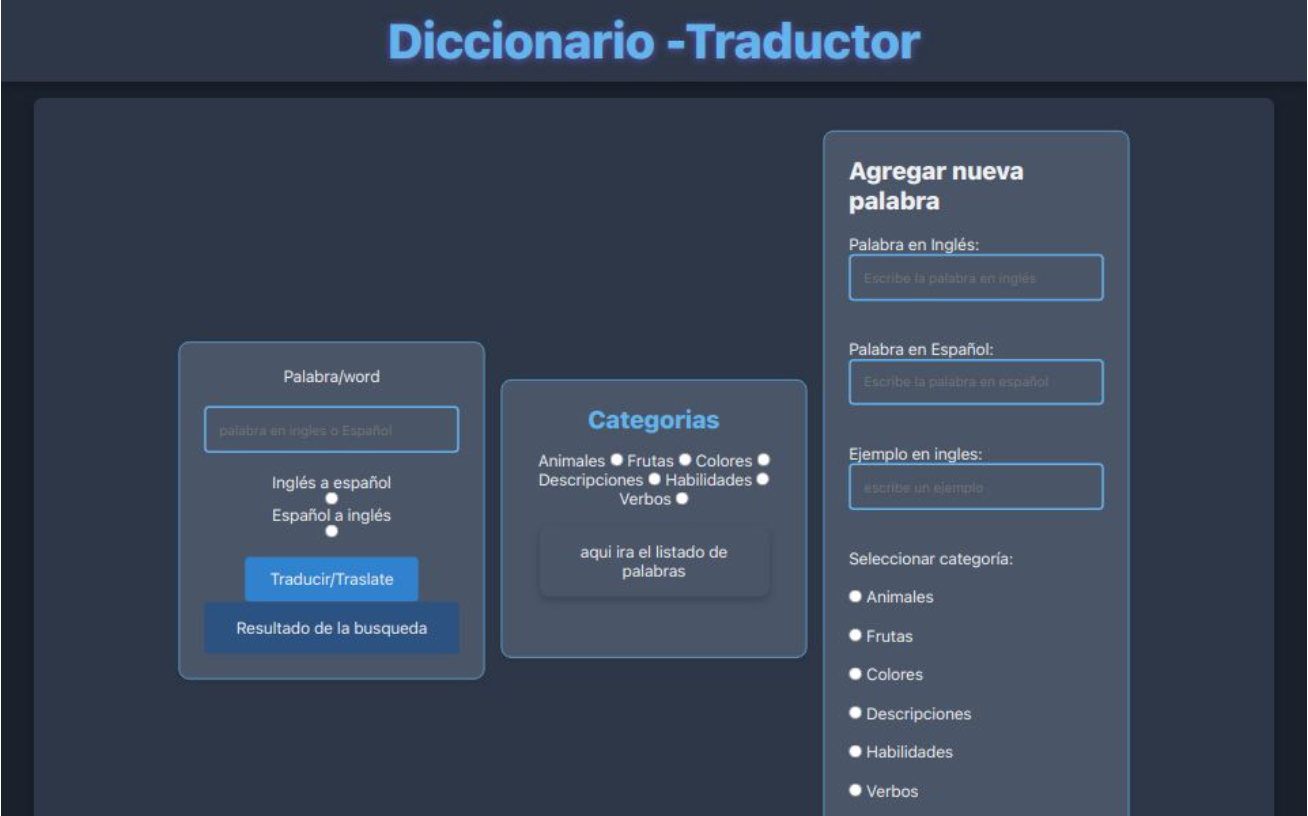 Diccionario -Traductor
Palabra/word
palabra en ingles o Español
Inglés a español
Español a inglés
Traducir/Traslate
Resultado de la busqueda
Categorias
Animales Frutas Colores
Descripciones Habilidades
Verbos
aqui ira el listado de
palabras
Agregar nueva
palabra
Palabra en Inglés:
Escribe la palabra en inglés
Palabra en Español:
Escribe la palabra en español
Ejemplo en ingles:
escribe un ejemplo
Seleccionar categoría:
Animales
Frutas
Colores
Descripciones
Habilidades
Verbos